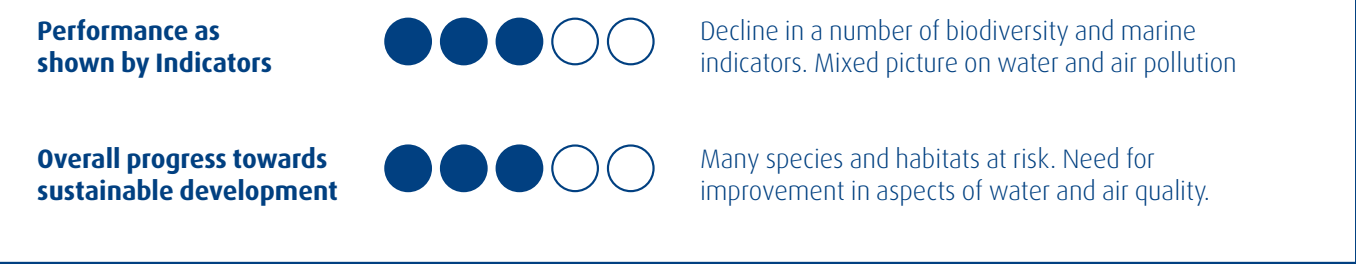 Performance as
shown by Indicators
Decline in a number of biodiversity and marine
indicators. Mixed picture on water and air pollution
Overall progress towards
sustainable development
Many species and habitats at risk. Need for
improvement in aspects of water and air quality.